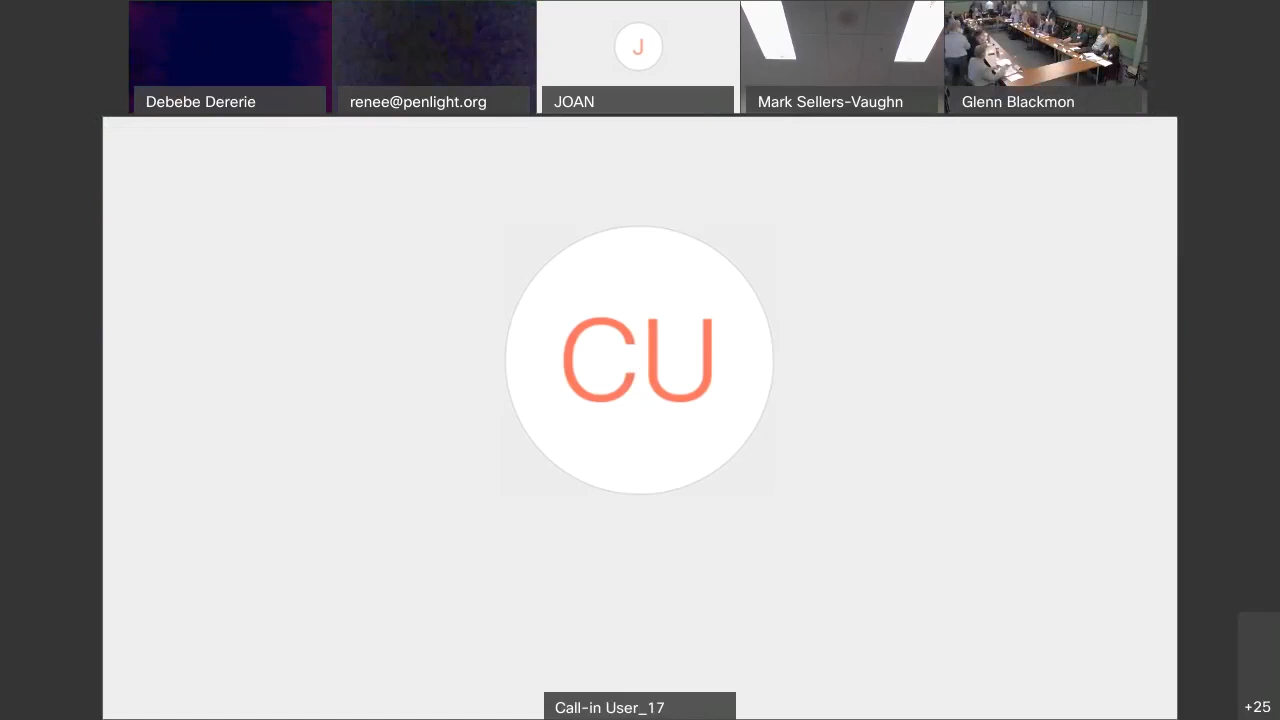 Debebe Dererie
renee@penlight.org
J
JOAN
Mark Sellers-Vaughn
Glenn Blackmon
CU
Call-in User_17
+25